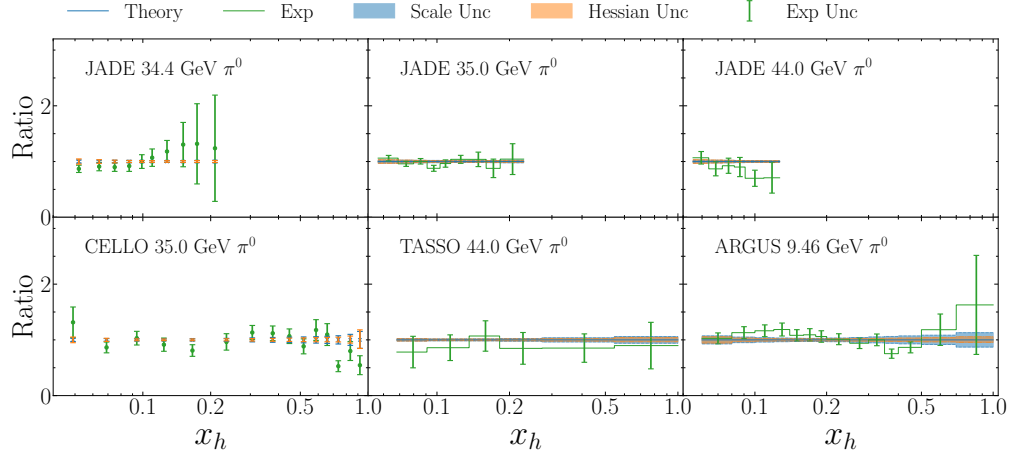 Theory Exp Scale Unc Hessian Unc Exp Unc
JADE 34.4 GeV π⁰ JADE 35.0 GeV π⁰ JADE 44.0 GeV π⁰
Ratio
2
1
0
CELLO 35.0 GeV π⁰ TASSO 44.0 GeV π⁰ ARGUS 9.46 GeV π⁰
Ratio
2
1
0
0.1 0.2 0.5 1.0 0.1 0.2 0.5 0.1 0.2 0.5 1.0
x_h x_h x_h